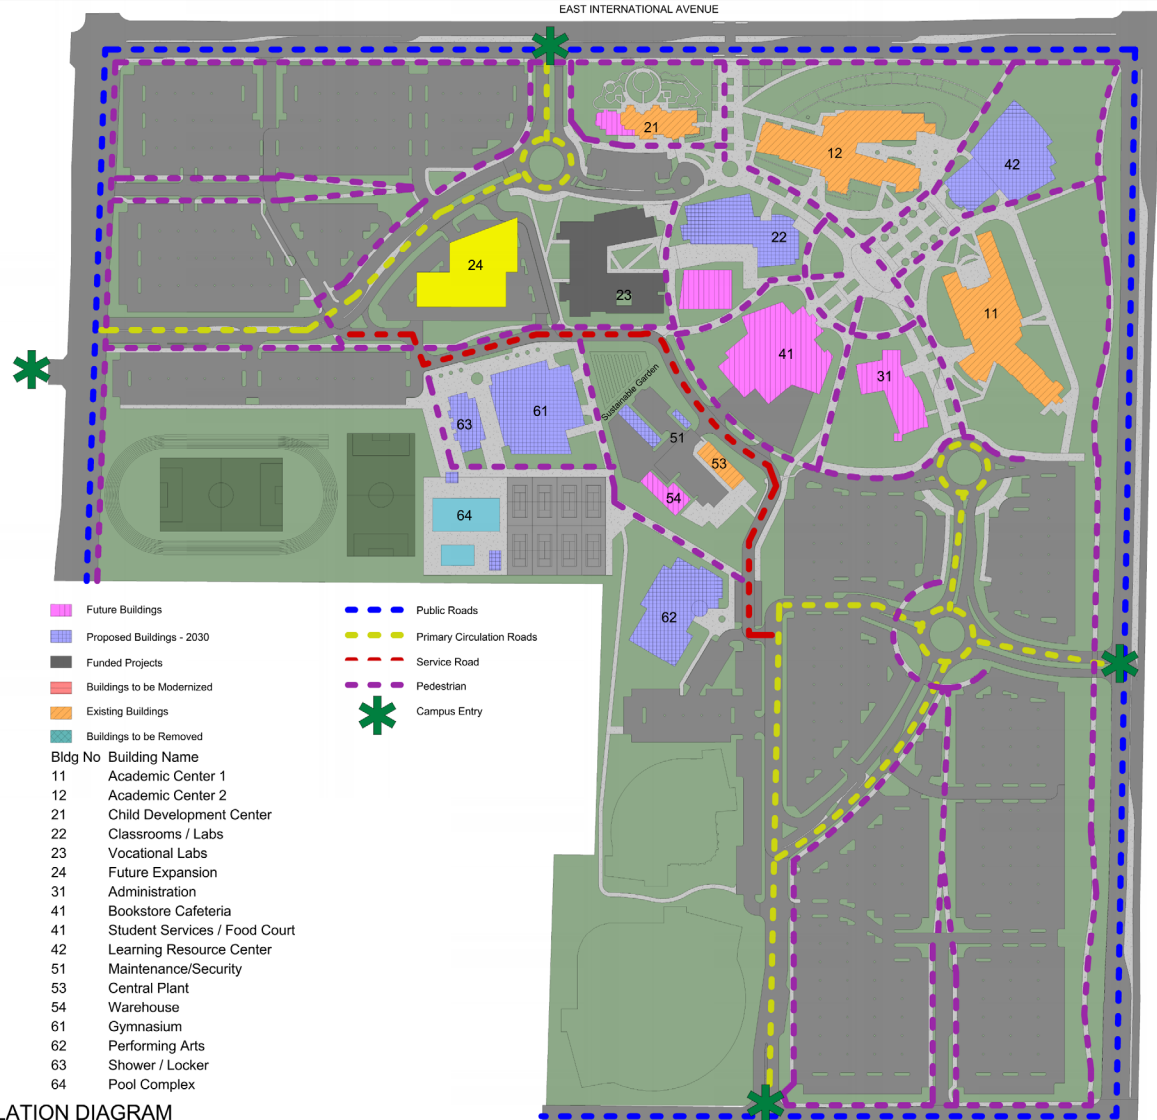 EAST INTERNATIONAL AVENUE
21
12
42
22
24
23
11
41
31
Sustainable Garden
61
63
51
53
54
64
62
Future Buildings
Proposed Buildings - 2030
Funded Projects
Buildings to be Modernized
Existing Buildings
Buildings to be Removed
Public Roads
Primary Circulation Roads
Service Road
Pedestrian
Campus Entry
Bldg No Building Name
11 Academic Center 1
12 Academic Center 2
21 Child Development Center
22 Classrooms / Labs
23 Vocational Labs
24 Future Expansion
31 Administration
41 Bookstore Cafeteria
41 Student Services / Food Court
42 Learning Resource Center
51 Maintenance/Security
53 Central Plant
54 Warehouse
61 Gymnasium
62 Performing Arts
63 Shower / Locker
64 Pool Complex
LATION DIAGRAM